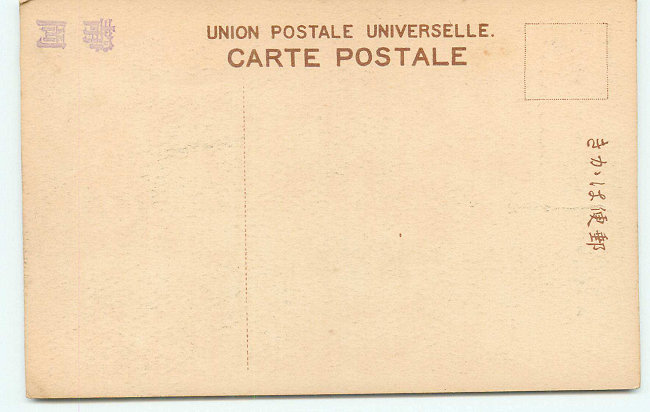 UNION POSTALE UNIVERSELLE.
CARTE POSTALE
郵便はかき